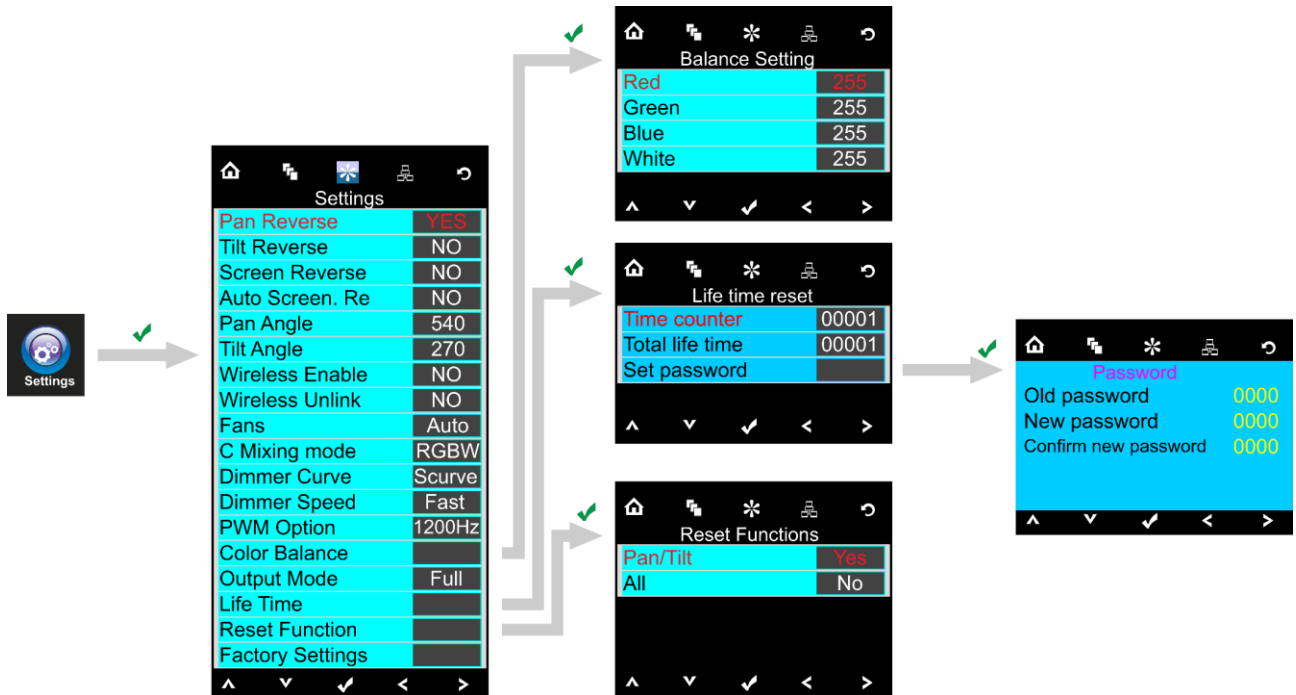 Settings
Settings
Pan Reverse YES
Tilt Reverse NO
Screen Reverse NO
Auto Screen. Re NO
Pan Angle 540
Tilt Angle 270
Wireless Enable NO
Wireless Unlink NO
Fans Auto
C Mixing mode RGBW
Dimmer Curve Scurve
Dimmer Speed Fast
PWM Option 1200Hz
Color Balance
Output Mode Full
Life Time
Reset Function
Factory Settings
Balance Setting
Red 255
Green 255
Blue 255
White 255
Life time reset
Time counter 00001
Total life time 00001
Set password
Reset Functions
Pan/Tilt Yes
All No
Password
Old password 0000
New password 0000
Confirm new password 0000